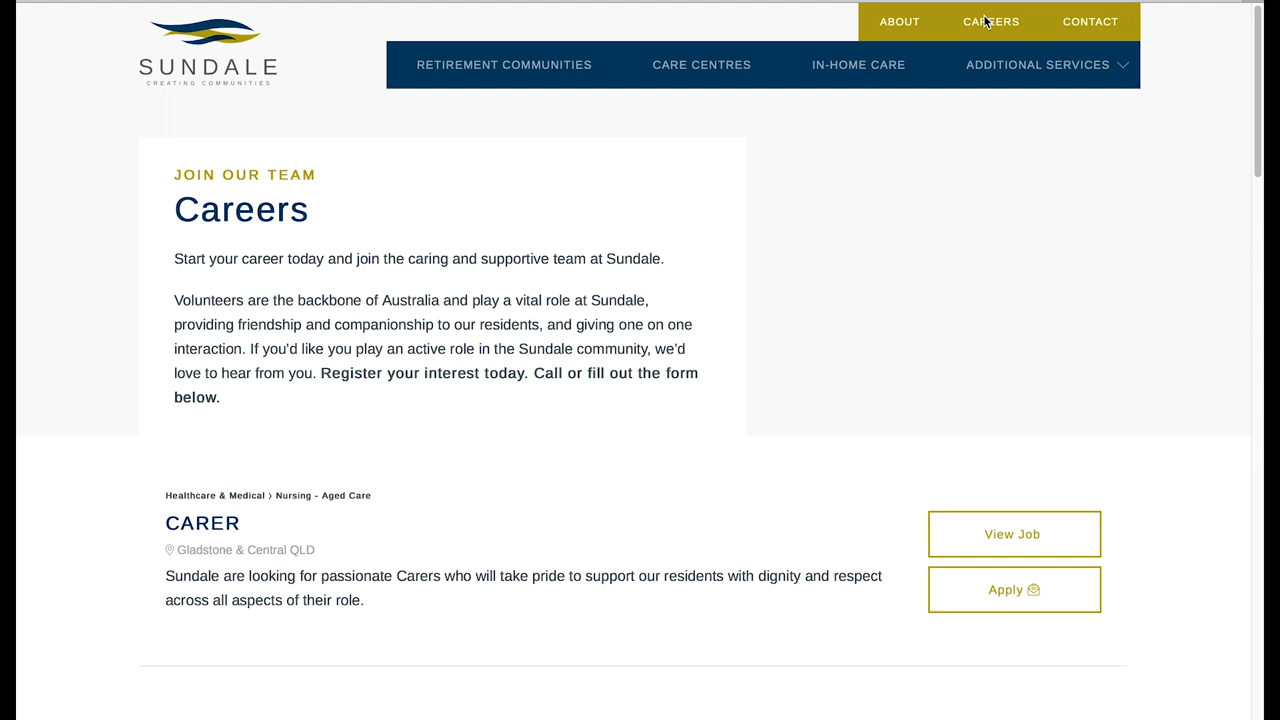 ABOUT CAREERS CONTACT
SUNDALE
CREATING COMMUNITIES
RETIREMENT COMMUNITIES CARE CENTRES IN-HOME CARE ADDITIONAL SERVICES
JOIN OUR TEAM
Careers
Start your career today and join the caring and supportive team at Sundale.
Volunteers are the backbone of Australia and play a vital role at Sundale,
providing friendship and companionship to our residents, and giving one on one
interaction. If you’d like you play an active role in the Sundale community, we’d
love to hear from you. Register your interest today. Call or fill out the form
below.
Healthcare & Medical › Nursing - Aged Care
CARER
Gladstone & Central QLD
Sundale are looking for passionate Carers who will take pride to support our residents with dignity and respect
across all aspects of their role.
View Job
Apply